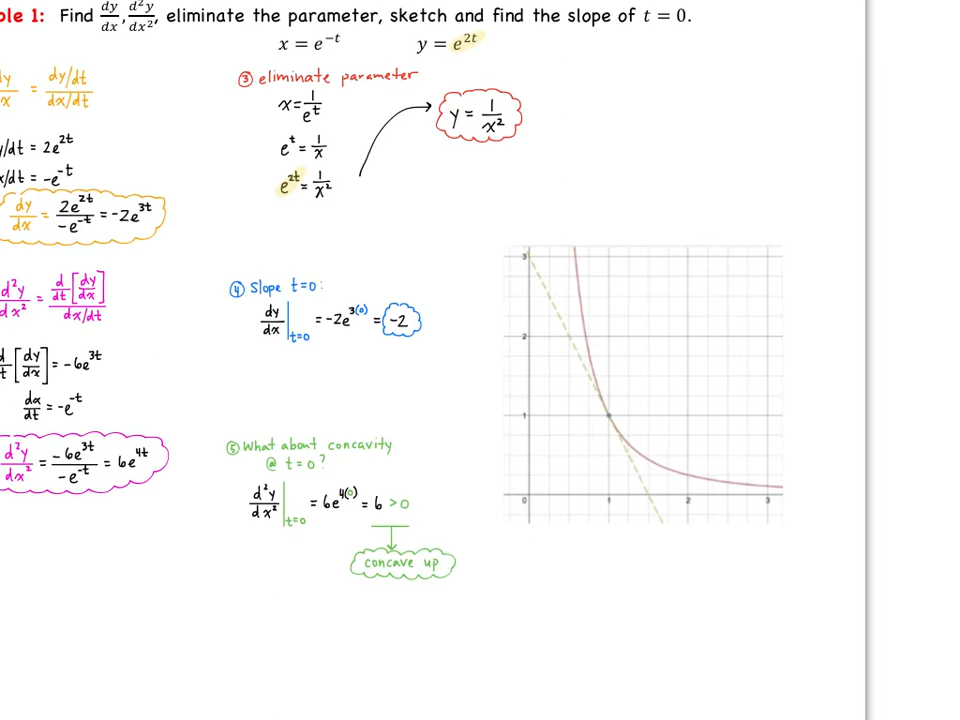 ple 1: Find dy/dx, d²y/dx², eliminate the parameter, sketch and find the slope of t = 0.
x = e^{-t} y = e^{2t}
dy/dx = (dy/dt)/(dx/dt)
y/dt = 2e^{2t}
x/dt = -e^{-t}
dy/dx = 2e^{2t}/-e^{-t} = -2e^{3t}
d²y/dx² = d/dt[dy/dx]/(dx/dt)
d/t [dy/dx] = -6e^{3t}
dx/dt = -e^{-t}
d²y/dx² = -6e^{3t}/-e^{-t} = 6e^{4t}
③ eliminate parameter
x = 1/e^t
e^t = 1/x
e^{2t} = 1/x²
y = 1/x²
④ Slope t=0:
dy/dx |t=0 = -2e^{3(0)} = -2
⑤ What about concavity
@ t=0?
d²y/dx² |t=0 = 6e^{4(0)} = 6 >0
concave up
3
2
1
0 1 2 3